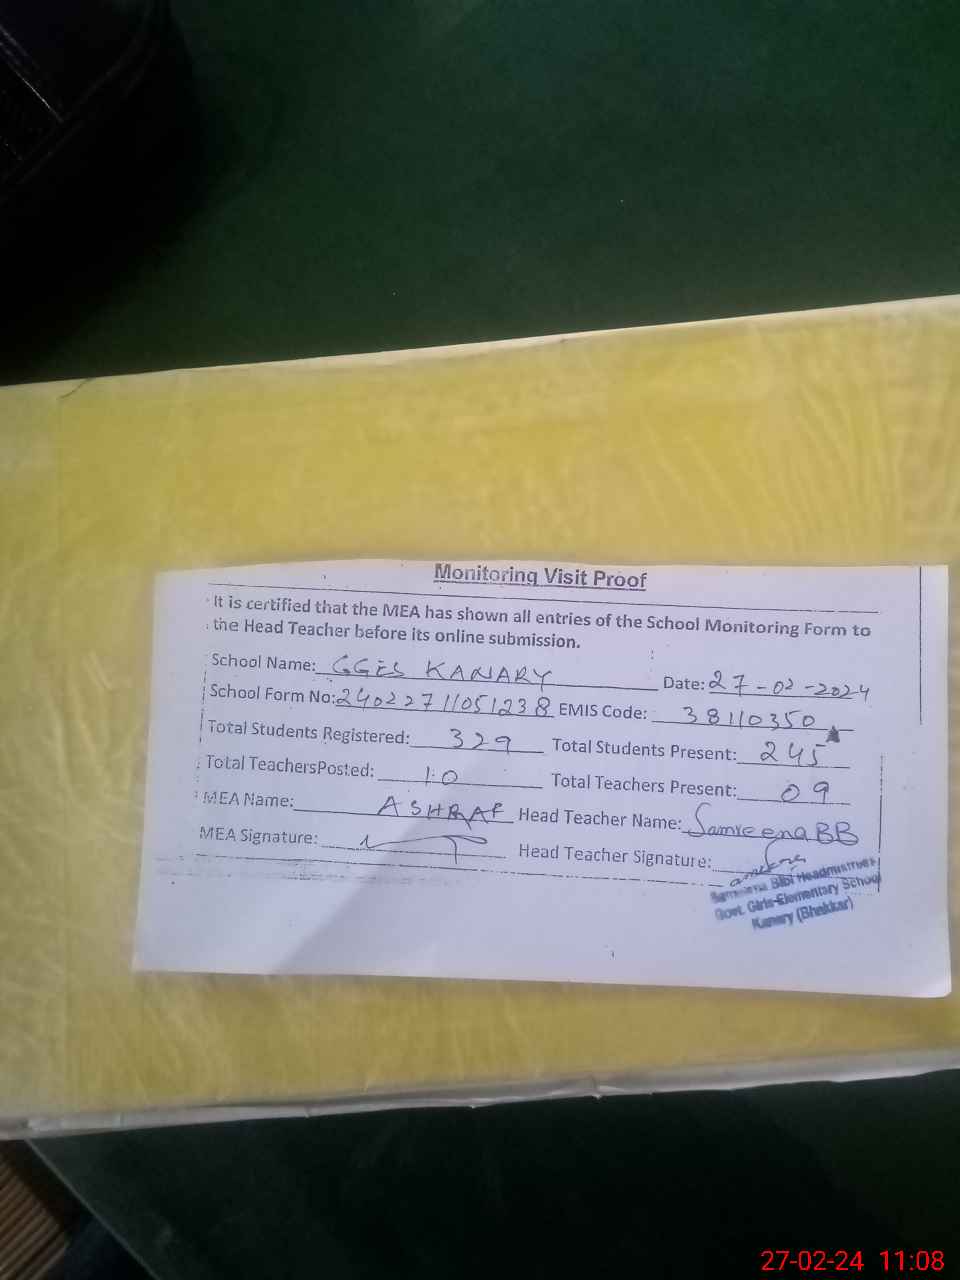 Monitoring Visit Proof
It is certified that the MEA has shown all entries of the School Monitoring Form to
the Head Teacher before its online submission.
School Name: GGES KANARY Date: 27-02-2024
School Form No: 24022711051238 EMIS Code: 38110350
Total Students Registered: 329 Total Students Present: 245
Total TeachersPosted: 10 Total Teachers Present: 09
MEA Name: ASHRAF Head Teacher Name: Samreena BB
MEA Signature: Head Teacher Signature:
Samreena Bibi Headmistress
Govt. Girls Elementary School
Kanary (Bhakkar)
27-02-24 11:08